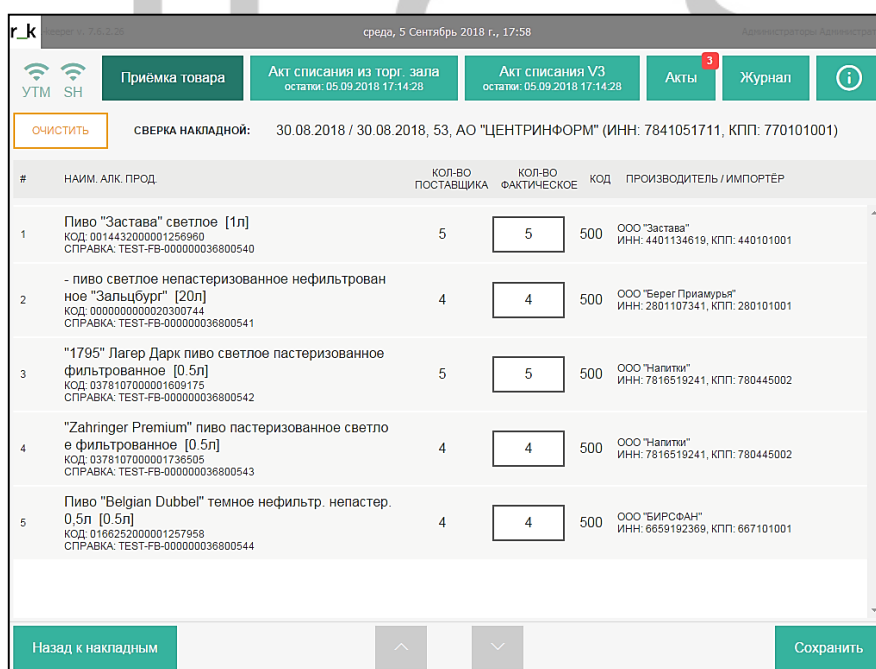 r_k
Keeper v. 7.6.2.26
среда, 5 Сентябрь 2018 г., 17:58
Администраторы Администрат
УТМ SH
Приёмка товара
Акт списания из торг. зала
остатки: 05.09.2018 17:14:28
Акт списания V3
остатки: 05.09.2018 17:14:28
Акты
3
Журнал
i
ОЧИСТИТЬ
СВЕРКА НАКЛАДНОЙ: 30.08.2018 / 30.08.2018, 53, АО "ЦЕНТРИНФОРМ" (ИНН: 7841051711, КПП: 770101001)
# НАИМ. АЛК. ПРОД. КОЛ-ВО ПОСТАВЩИКА КОЛ-ВО ФАКТИЧЕСКОЕ КОД ПРОИЗВОДИТЕЛЬ / ИМПОРТЁР
1
Пиво "Застава" светлое [1л]
КОД: 0014432000001256960
СПРАВКА: TEST-FB-000000036800540
5 5 500
ООО "Застава"
ИНН: 4401134619, КПП: 440101001
2
- пиво светлое непастеризованное нефильтрован
ное "Зальцбург" [20л]
КОД: 0000000000020300744
СПРАВКА: TEST-FB-000000036800541
4 4 500
ООО "Берег Приамурья"
ИНН: 2801107341, КПП: 280101001
3
"1795" Лагер Дарк пиво светлое пастеризованное
фильтрованное [0.5л]
КОД: 0378107000001609175
СПРАВКА: TEST-FB-000000036800542
5 5 500
ООО "Напитки"
ИНН: 7816519241, КПП: 780445002
4
"Zahringer Premium" пиво пастеризованное светло
е фильтрованное [0.5л]
КОД: 0378107000001736505
СПРАВКА: TEST-FB-000000036800543
4 4 500
ООО "Напитки"
ИНН: 7816519241, КПП: 780445002
5
Пиво "Belgian Dubbel" темное нефильтр. непастер.
0,5л [0.5л]
КОД: 0166252000001257958
СПРАВКА: TEST-FB-000000036800544
4 4 500
ООО "БИРСФАН"
ИНН: 6659192369, КПП: 667101001
Назад к накладным
Сохранить